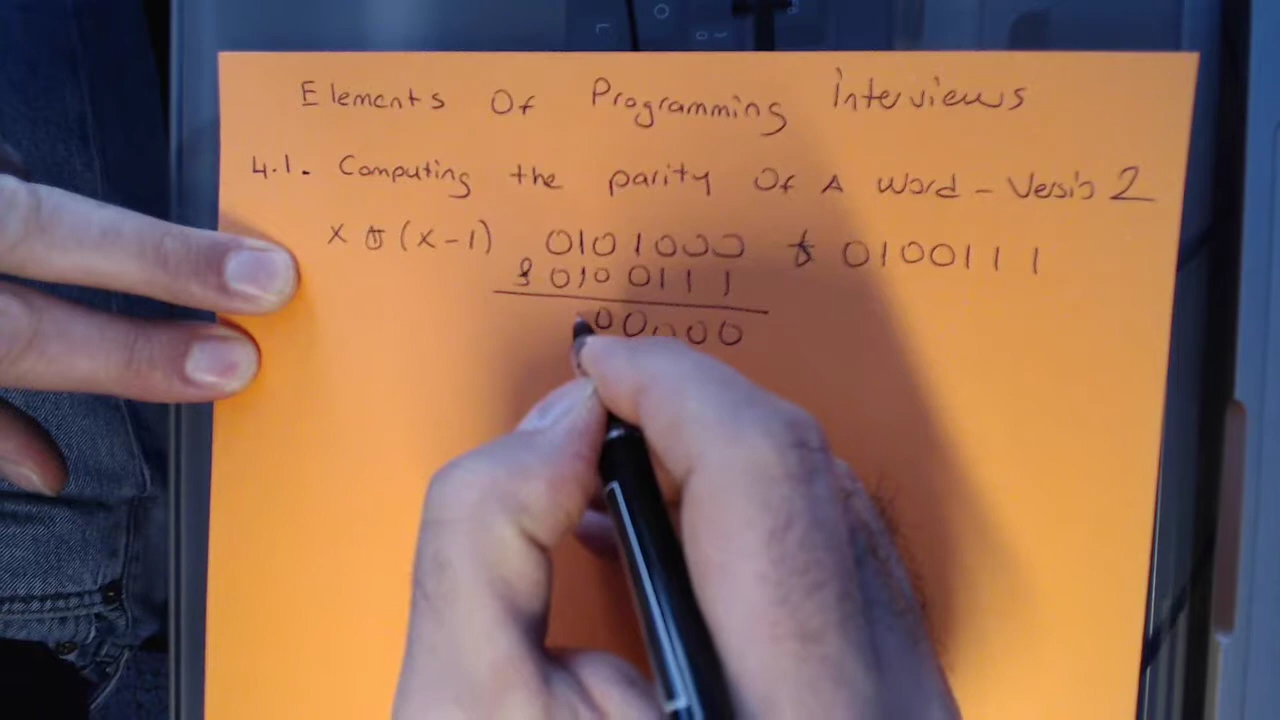 Elements Of Programming Interviews
4.1. Computing the parity Of A Word - Versio 2
x & (x-1) 0101000 & 0100111
& 0100111
00000